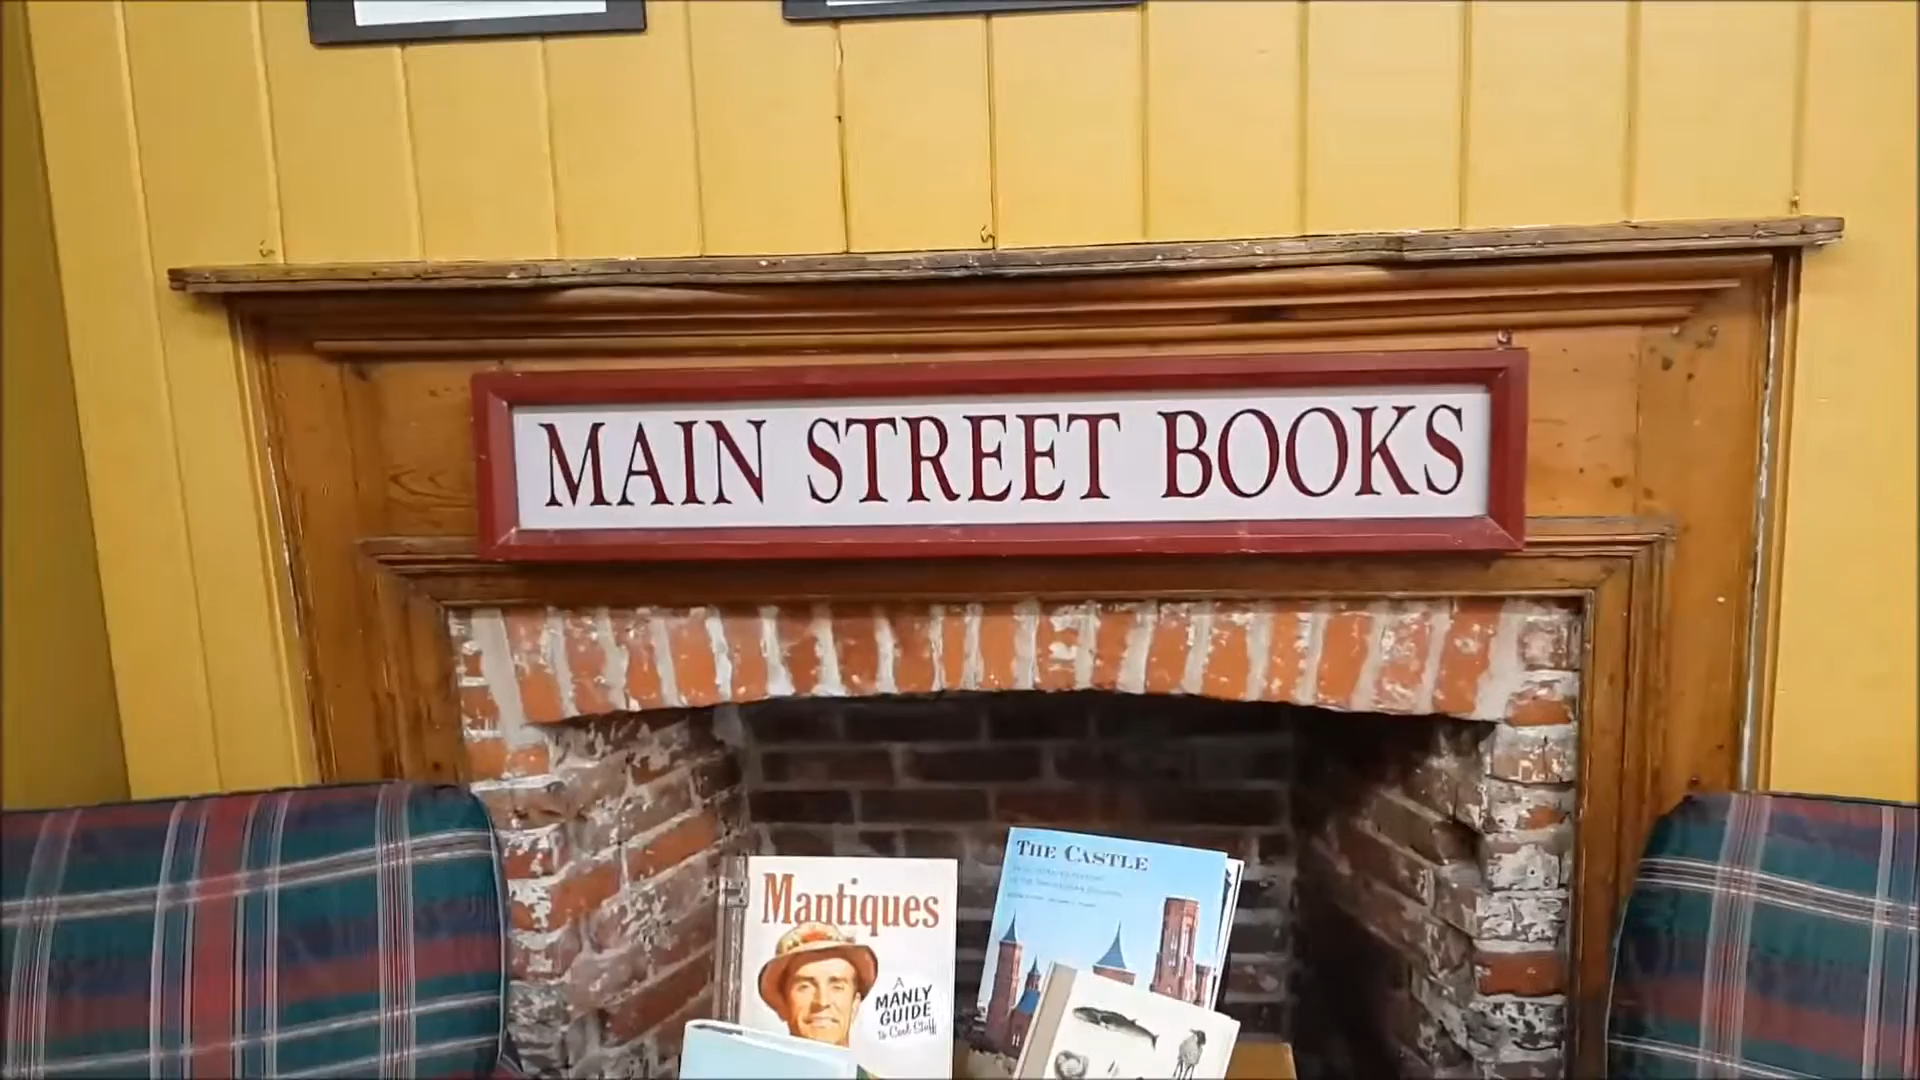 MAIN STREET BOOKS
Mantiques
A
MANLY
GUIDE
to Cool Stuff
THE CASTLE